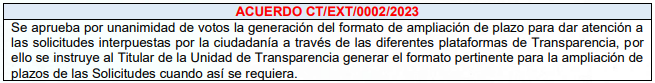 ACUERDO CT/EXT/0002/2023
Se aprueba por unanimidad de votos la generación del formato de ampliación de plazo para dar atención a
las solicitudes interpuestas por la ciudadanía a través de las diferentes plataformas de Transparencia, por
ello se instruye al Titular de la Unidad de Transparencia generar el formato pertinente para la ampliación de
plazos de las Solicitudes cuando así se requiera.